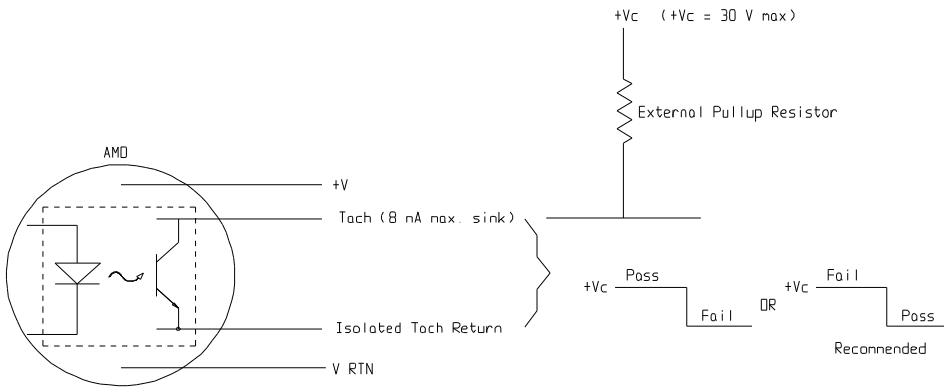 +Vc (+Vc = 30 V max)
External Pullup Resistor
AMD
+V
Tach (8 mA max. sink)
+Vc Pass Fail OR +Vc Fail Pass
Isolated Tach Return
Recommended
V RTN